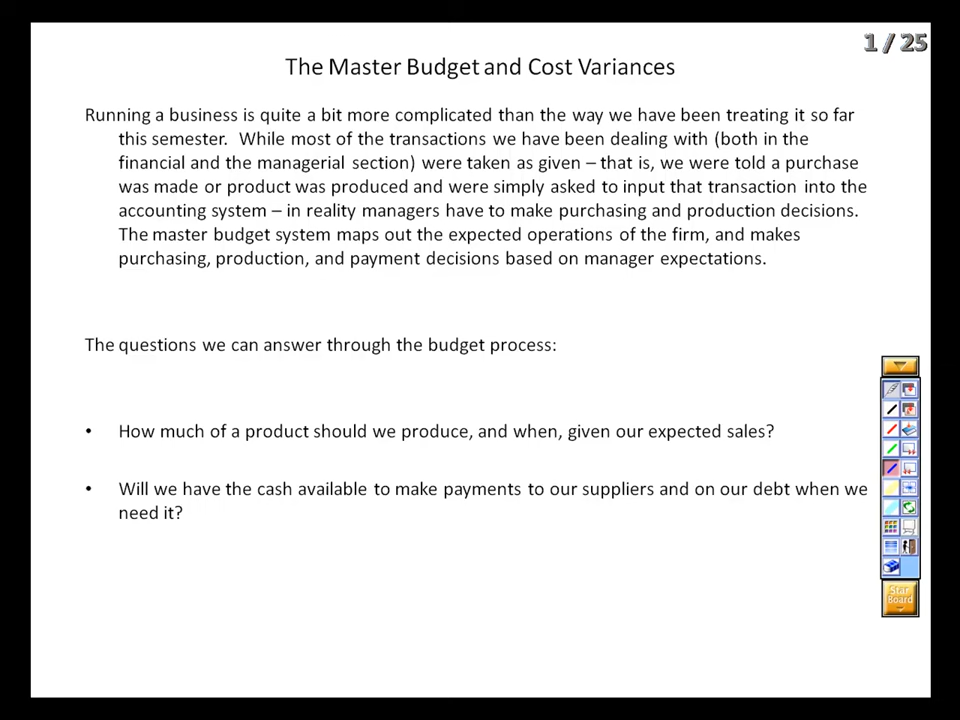 1 / 25
The Master Budget and Cost Variances
Running a business is quite a bit more complicated than the way we have been treating it so far
this semester. While most of the transactions we have been dealing with (both in the
financial and the managerial section) were taken as given – that is, we were told a purchase
was made or product was produced and were simply asked to input that transaction into the
accounting system – in reality managers have to make purchasing and production decisions.
The master budget system maps out the expected operations of the firm, and makes
purchasing, production, and payment decisions based on manager expectations.
The questions we can answer through the budget process:
• How much of a product should we produce, and when, given our expected sales?
• Will we have the cash available to make payments to our suppliers and on our debt when we
need it?
Star
Board